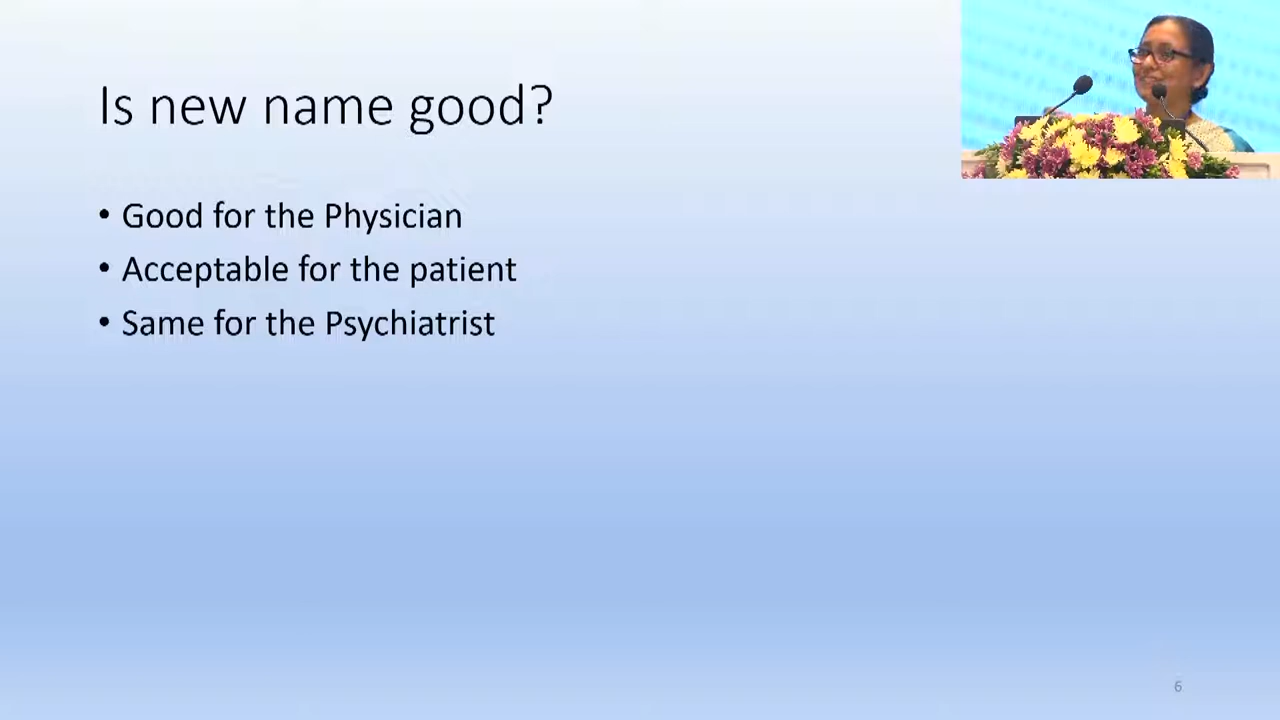 Is new name good?
• Good for the Physician
• Acceptable for the patient
• Same for the Psychiatrist
6